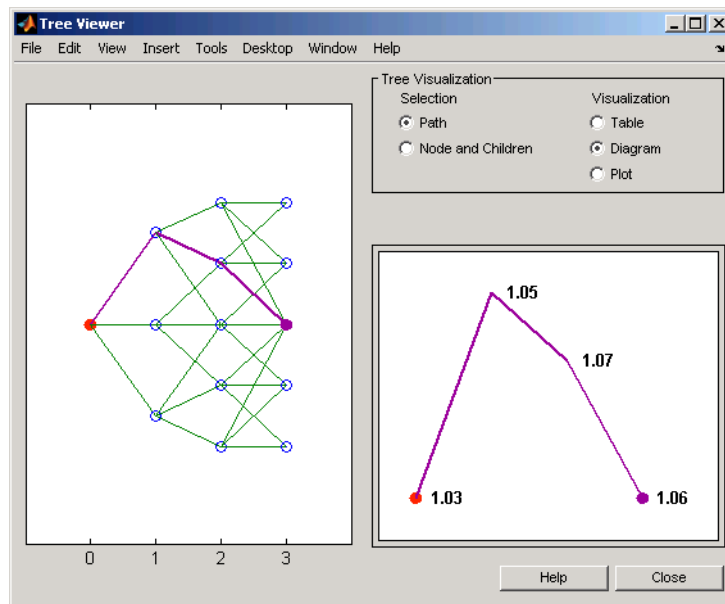 Tree Viewer
File Edit View Insert Tools Desktop Window Help
Tree Visualization
Selection Visualization
Path Table
Node and Children Diagram
Plot
1.05
1.07
1.03 1.06
0 1 2 3
Help Close